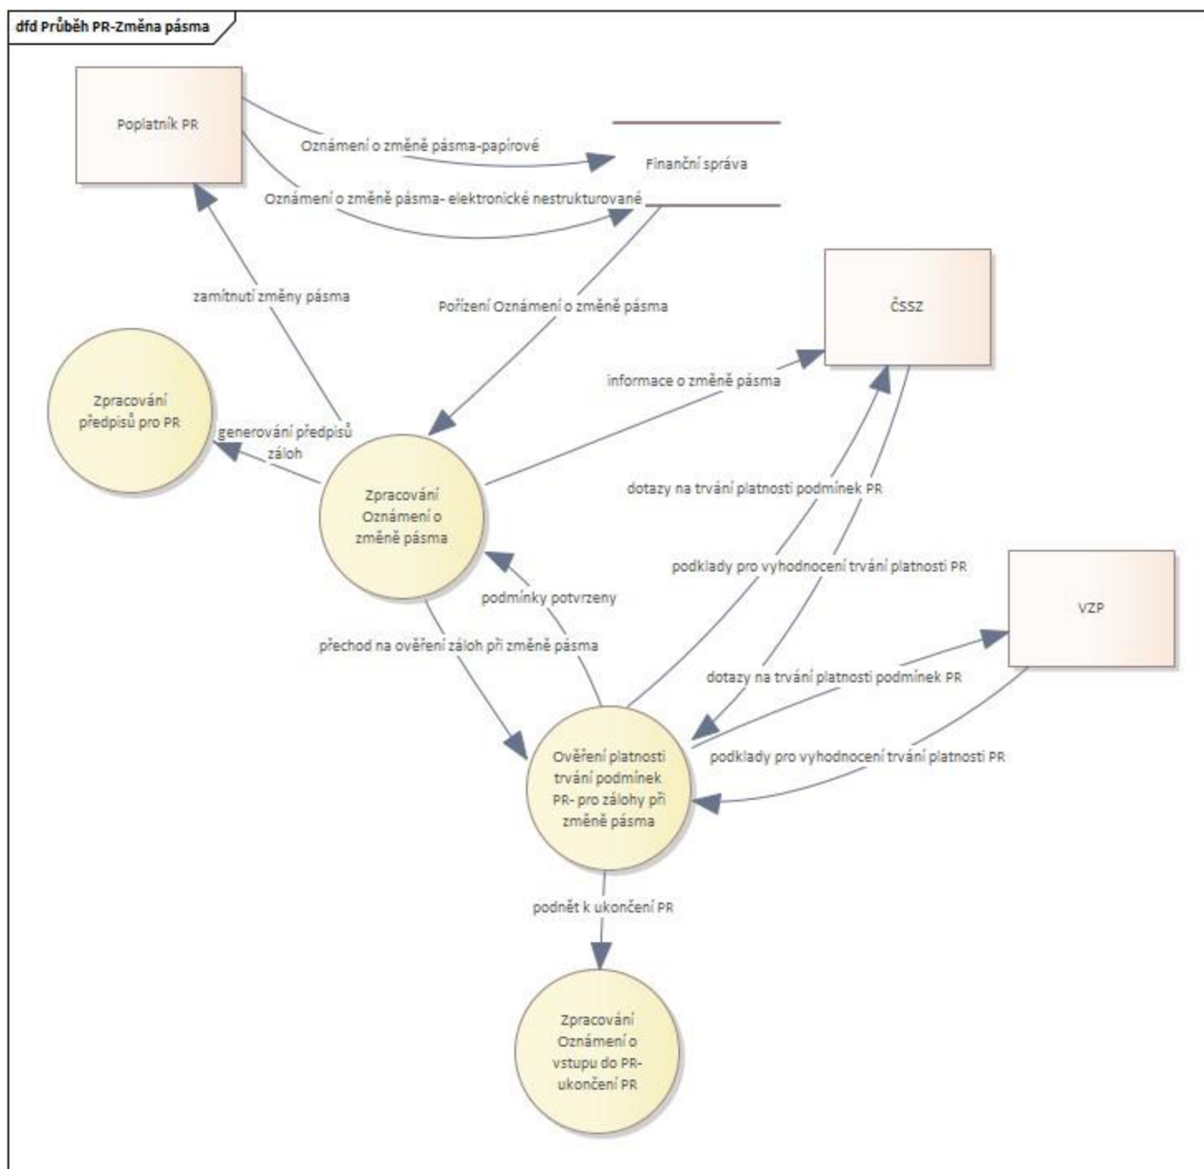 dfd Průběh PR-Změna pásma
Poplatník PR
Oznámení o změně pásma-papírové
Finanční správa
Oznámení o změně pásma- elektronické nestrukturované
zamítnutí změny pásma
Pořízení Oznámení o změně pásma
ČSSZ
informace o změně pásma
Zpracování
předpisů pro PR
generování předpisů
záloh
Zpracování
Oznámení o
změně pásma
dotazy na trvání platnosti podmínek PR
podklady pro vyhodnocení trvání platnosti PR
podmínky potvrzeny
VZP
přechod na ověření záloh při změně pásma
dotazy na trvání platnosti podmínek PR
Ověření platnosti
trvání podmínek
PR- pro zálohy při
změně pásma
podklady pro vyhodnocení trvání platnosti PR
podnět k ukončení PR
Zpracování
Oznámení o
vstupu do PR-
ukončení PR